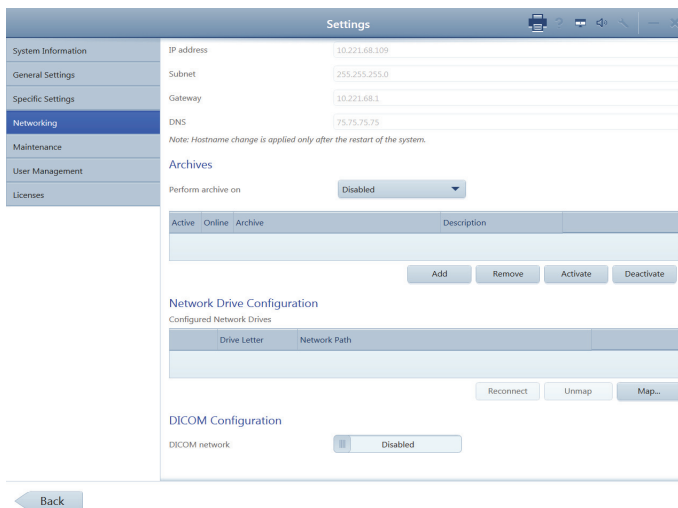 Settings
?
System Information
General Settings
Specific Settings
Networking
Maintenance
User Management
Licenses
IP address 10.221.68.109
Subnet 255.255.255.0
Gateway 10.221.68.1
DNS 75.75.75.75
Note: Hostname change is applied only after the restart of the system.
Archives
Perform archive on Disabled
Active Online Archive Description
Add Remove Activate Deactivate
Network Drive Configuration
Configured Network Drives
Drive Letter Network Path
Reconnect Unmap Map...
DICOM Configuration
DICOM network Disabled
Back